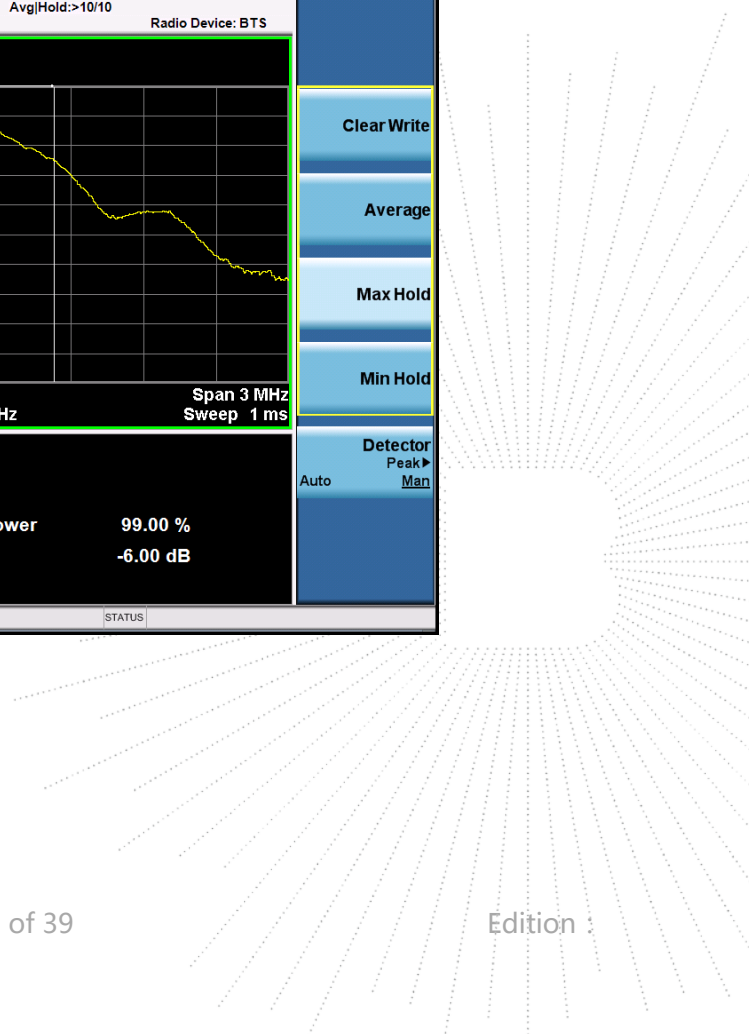 Avg|Hold:>10/10
Radio Device: BTS
Clear Write
Average
Max Hold
Min Hold
Span 3 MHz
Hz
Sweep 1 ms
Detector
Peak▶
Auto Man
ower 99.00 %
-6.00 dB
STATUS
of 39 Edition :